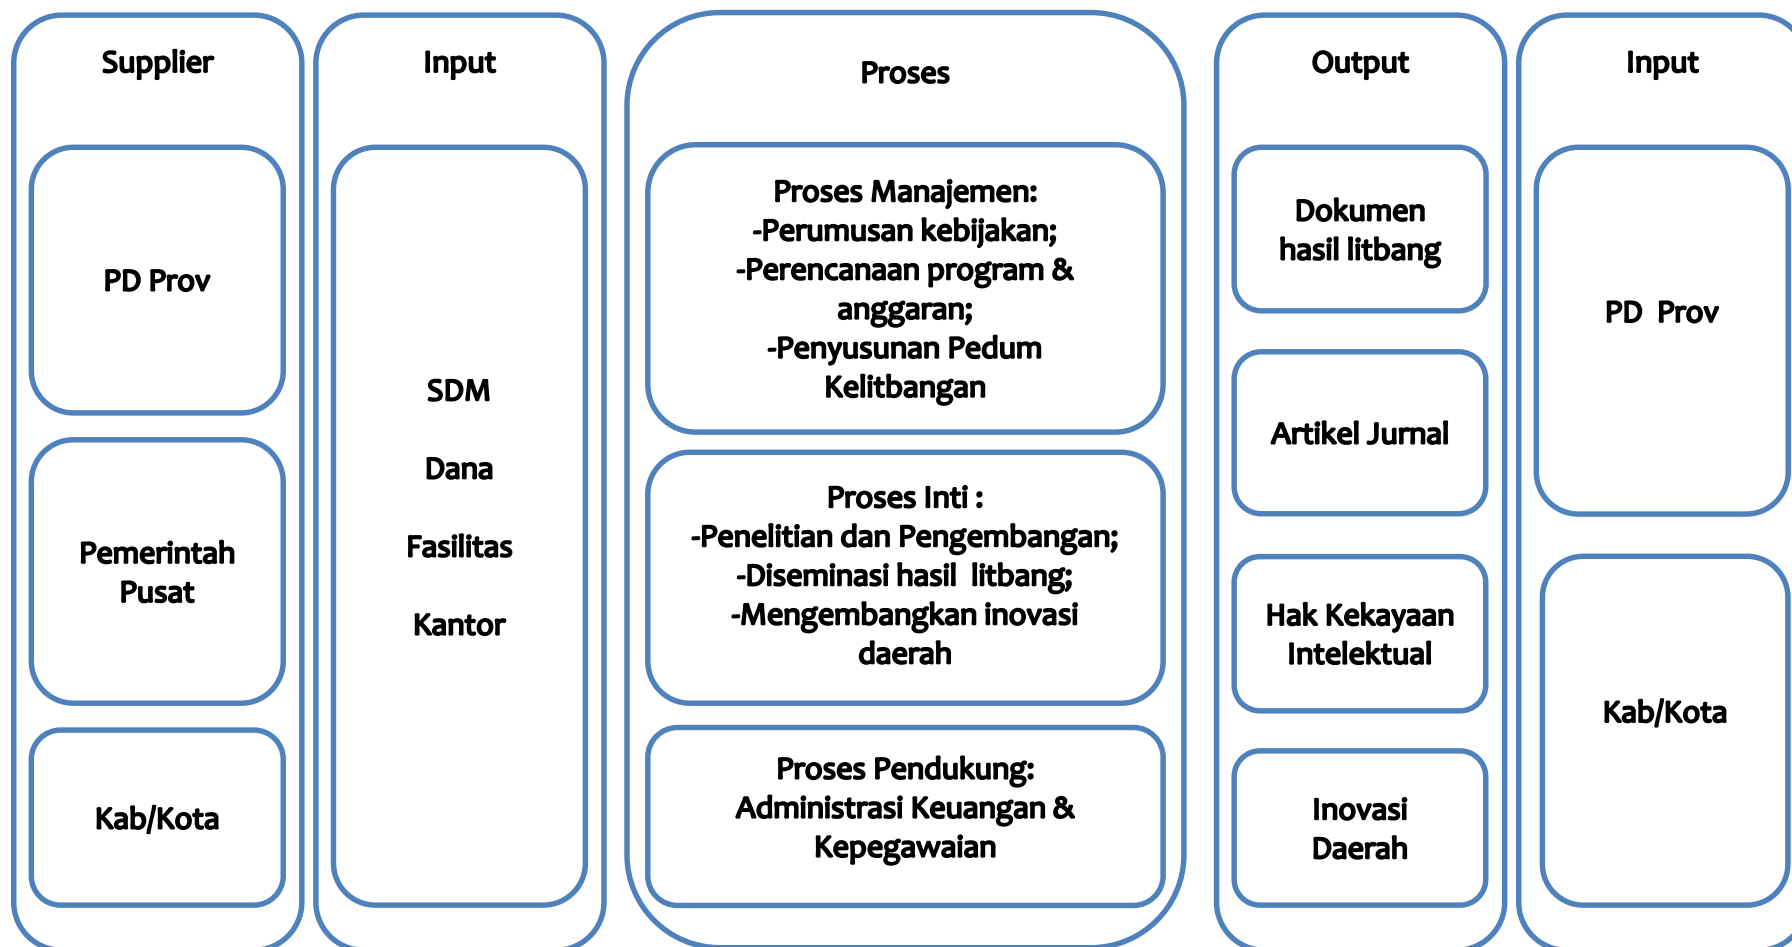 Supplier
PD Prov
Pemerintah
Pusat
Kab/Kota
Input
SDM
Dana
Fasilitas
Kantor
Proses
Proses Manajemen:
-Perumusan kebijakan;
-Perencanaan program &
anggaran;
-Penyusunan Pedum
Kelitbangan
Proses Inti :
-Penelitian dan Pengembangan;
-Diseminasi hasil  litbang;
-Mengembangkan inovasi
daerah
Proses Pendukung:
Administrasi Keuangan &
Kepegawaian
Output
Dokumen
hasil litbang
Artikel Jurnal
Hak Kekayaan
Intelektual
Inovasi
Daerah
Input
PD  Prov
Kab/Kota